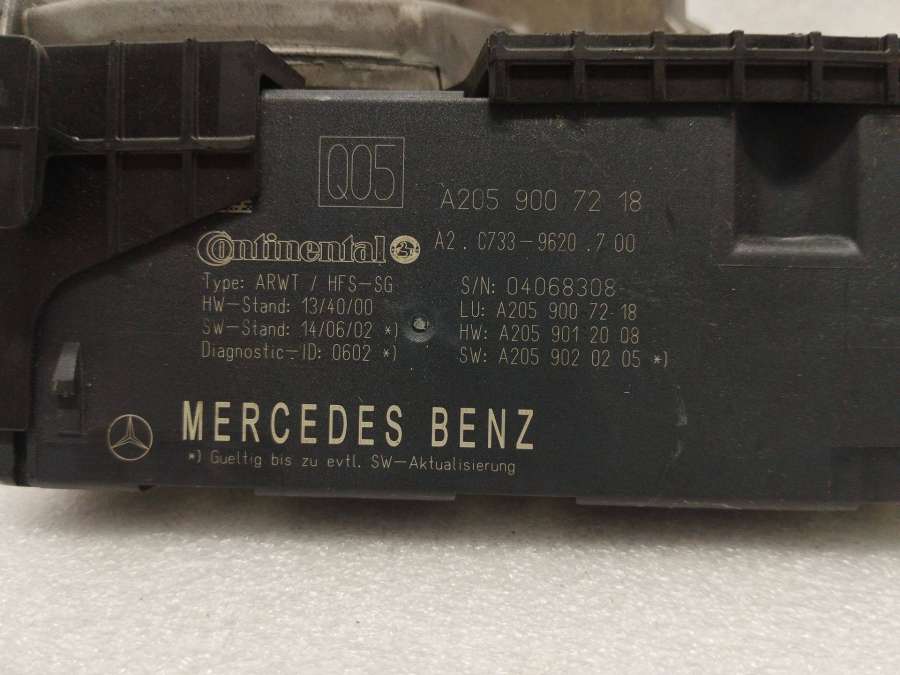 Q05
A205 900 72 18
Continental
A2.C733-9620.700
Type: ARWT / HFS-SG
S/N: 04068308
HW-Stand: 13/40/00
LU: A205 900 72 18
SW-Stand: 14/06/02 *)
HW: A205 901 20 08
Diagnostic-ID: 0602 *)
SW: A205 902 02 05 *)
MERCEDES BENZ
*) Gueltig bis zu evtl. SW-Aktualisierung